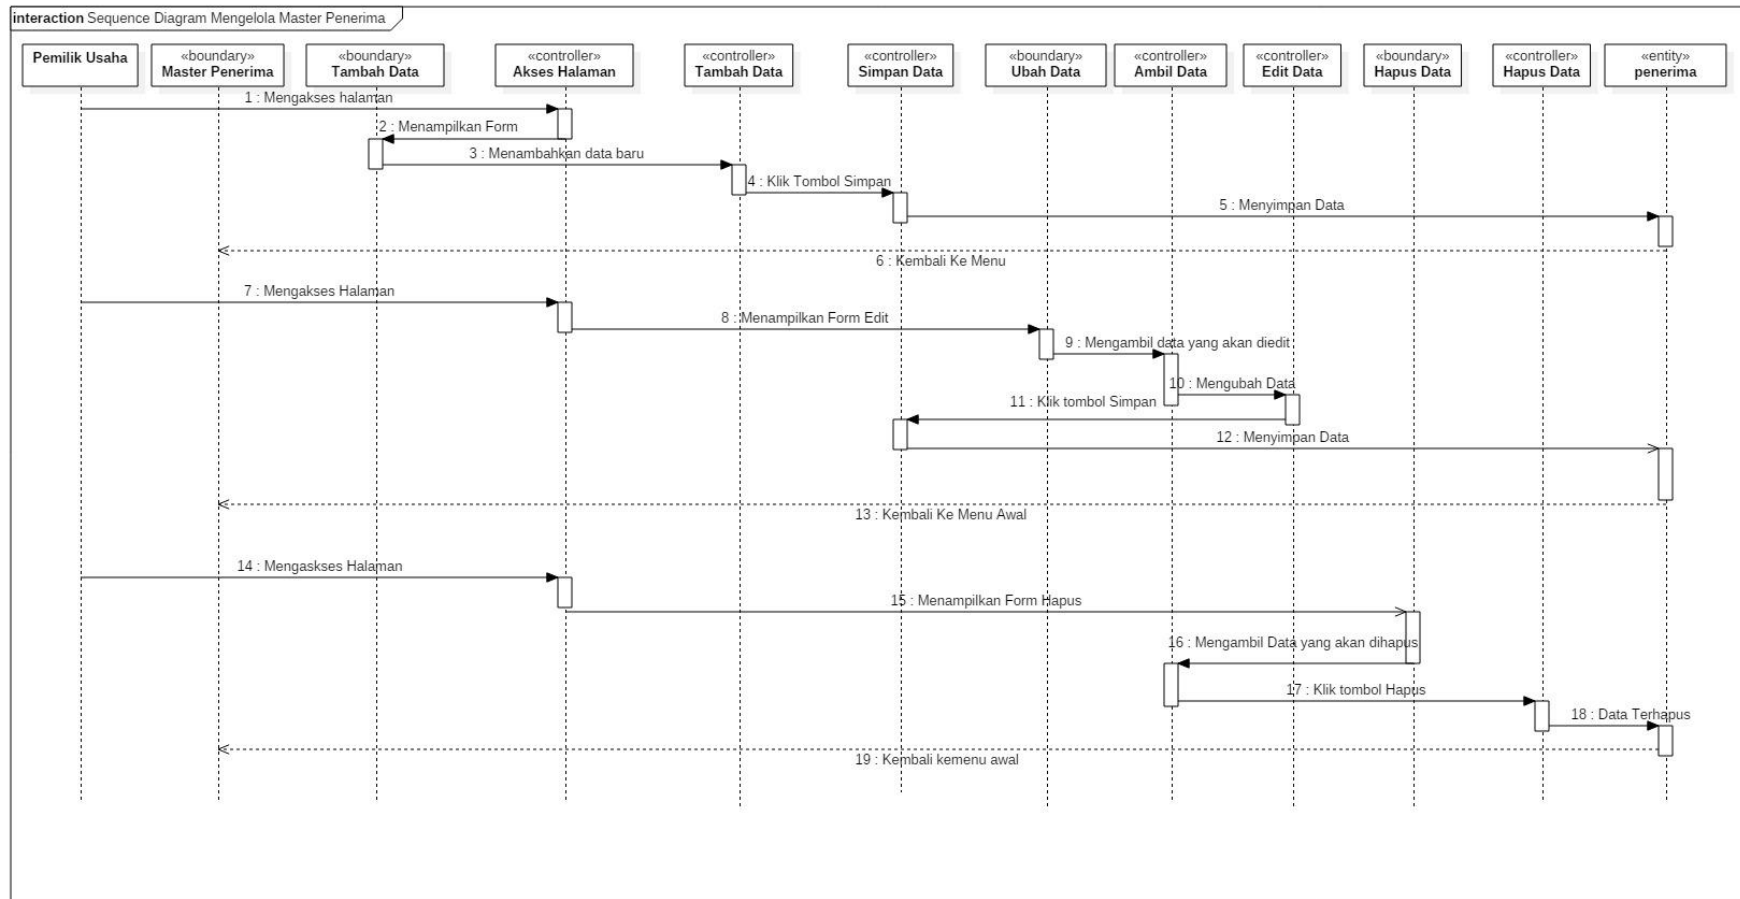 interaction Sequence Diagram Mengelola Master Penerima
Pemilik Usaha
«boundary»
Master Penerima
«boundary»
Tambah Data
«controller»
Akses Halaman
«controller»
Tambah Data
«controller»
Simpan Data
«boundary»
Ubah Data
«controller»
Ambil Data
«controller»
Edit Data
«boundary»
Hapus Data
«controller»
Hapus Data
«entity»
penerima
1 : Mengakses halaman
2 : Menampilkan Form
3 : Menambahkan data baru
4 : Klik Tombol Simpan
5 : Menyimpan Data
6 : Kembali Ke Menu
7 : Mengakses Halaman
8 : Menampilkan Form Edit
9 : Mengambil data yang akan diedit
10 : Mengubah Data
11 : Klik tombol Simpan
12 : Menyimpan Data
13 : Kembali Ke Menu Awal
14 : Mengaskses Halaman
15 : Menampilkan Form Hapus
16 : Mengambil Data yang akan dihapus
17 : Klik tombol Hapus
18 : Data Terhapus
19 : Kembali kemenu awal